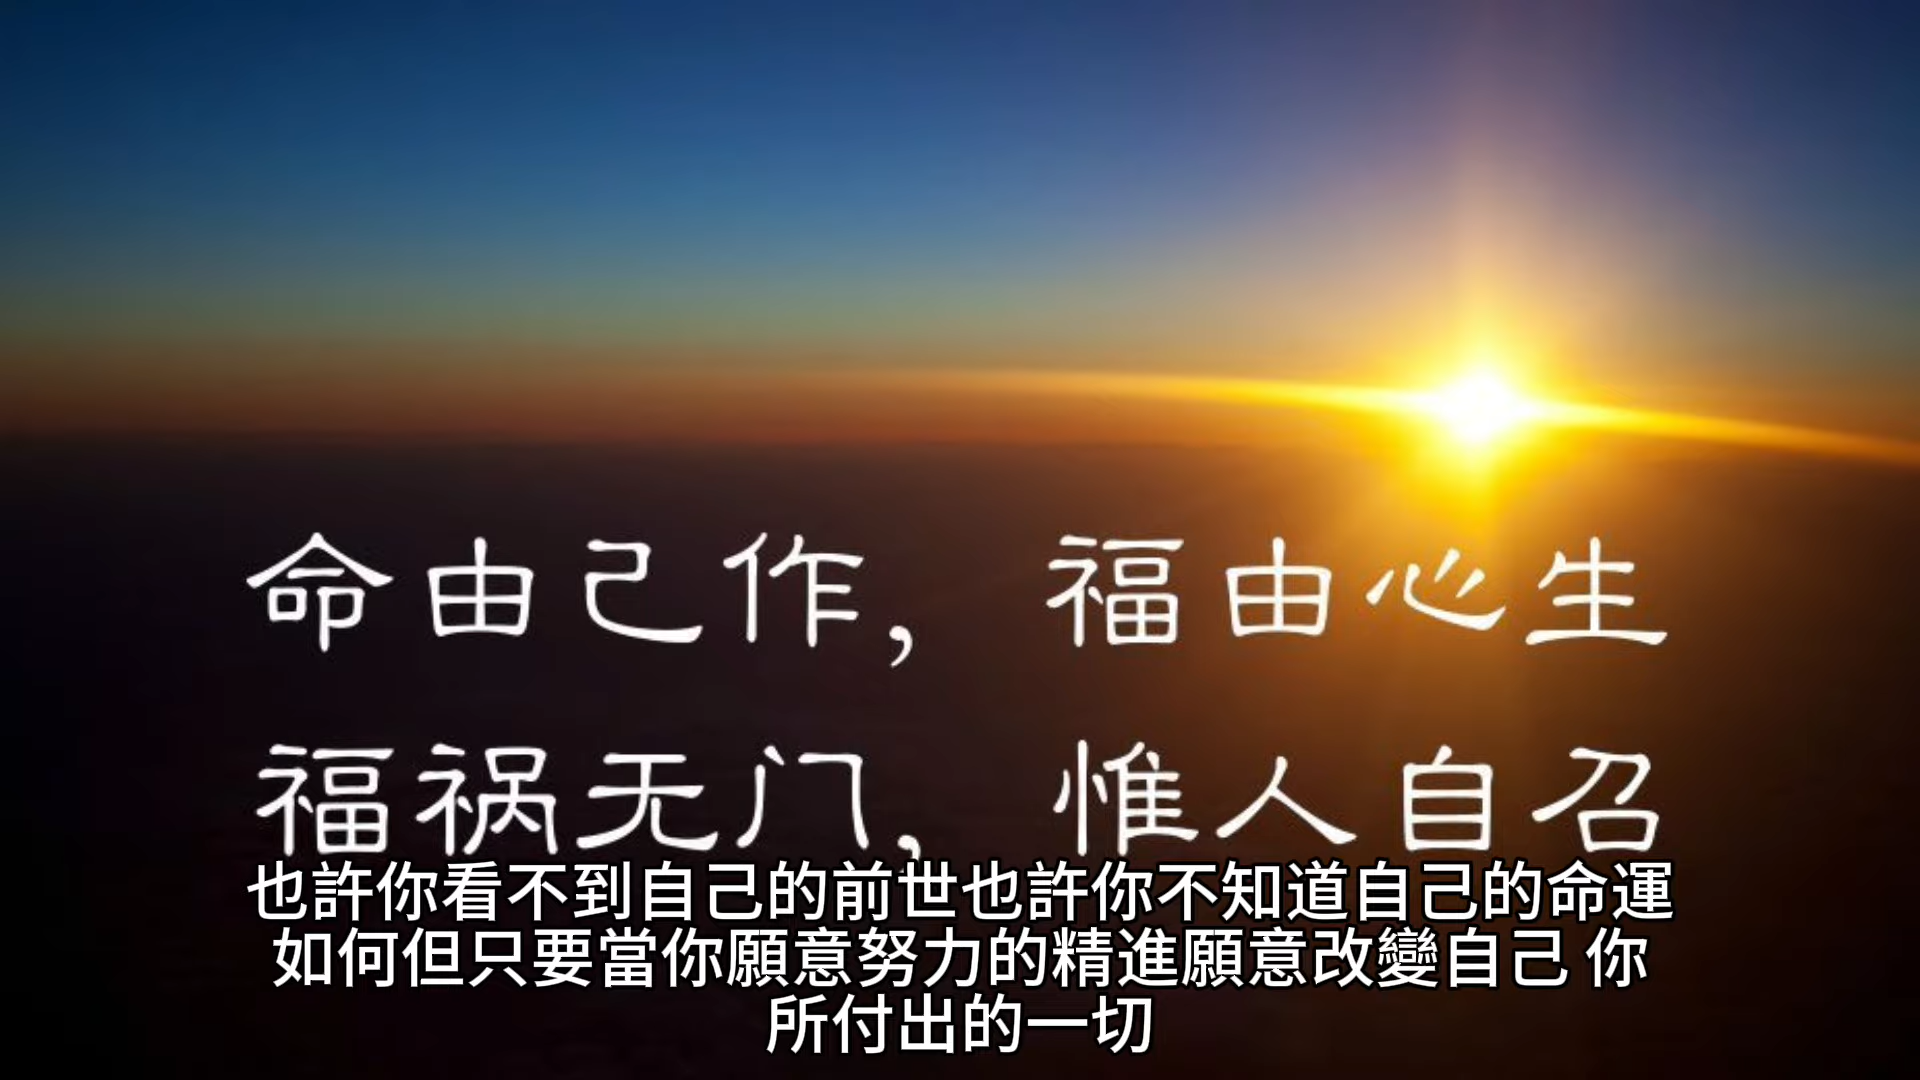 命由己作，福由心生
福祸无门，惟人自召
也許你看不到自己的前世也許你不知道自己的命運
如何但只要當你願意努力的精進願意改變自己 你
所付出的一切